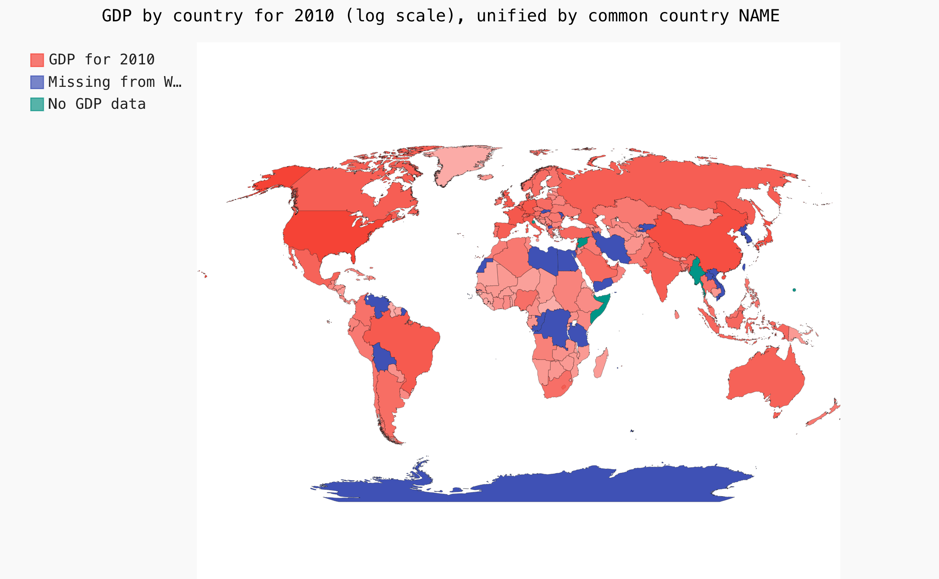 GDP by country for 2010 (log scale), unified by common country NAME
GDP for 2010
Missing from W…
No GDP data